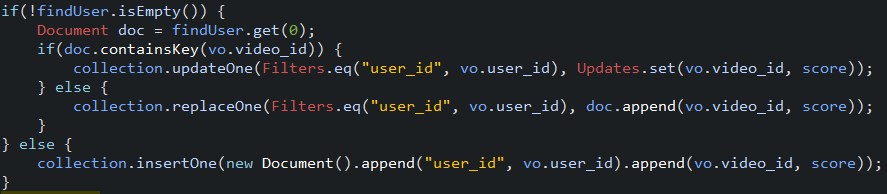 if(!findUser.isEmpty()) {
    Document doc = findUser.get(0);
    if(doc.containsKey(vo.video_id)) {
        collection.updateOne(Filters.eq("user_id", vo.user_id), Updates.set(vo.video_id, score));
    } else {
        collection.replaceOne(Filters.eq("user_id", vo.user_id), doc.append(vo.video_id, score));
    }
} else {
    collection.insertOne(new Document().append("user_id", vo.user_id).append(vo.video_id, score));
}